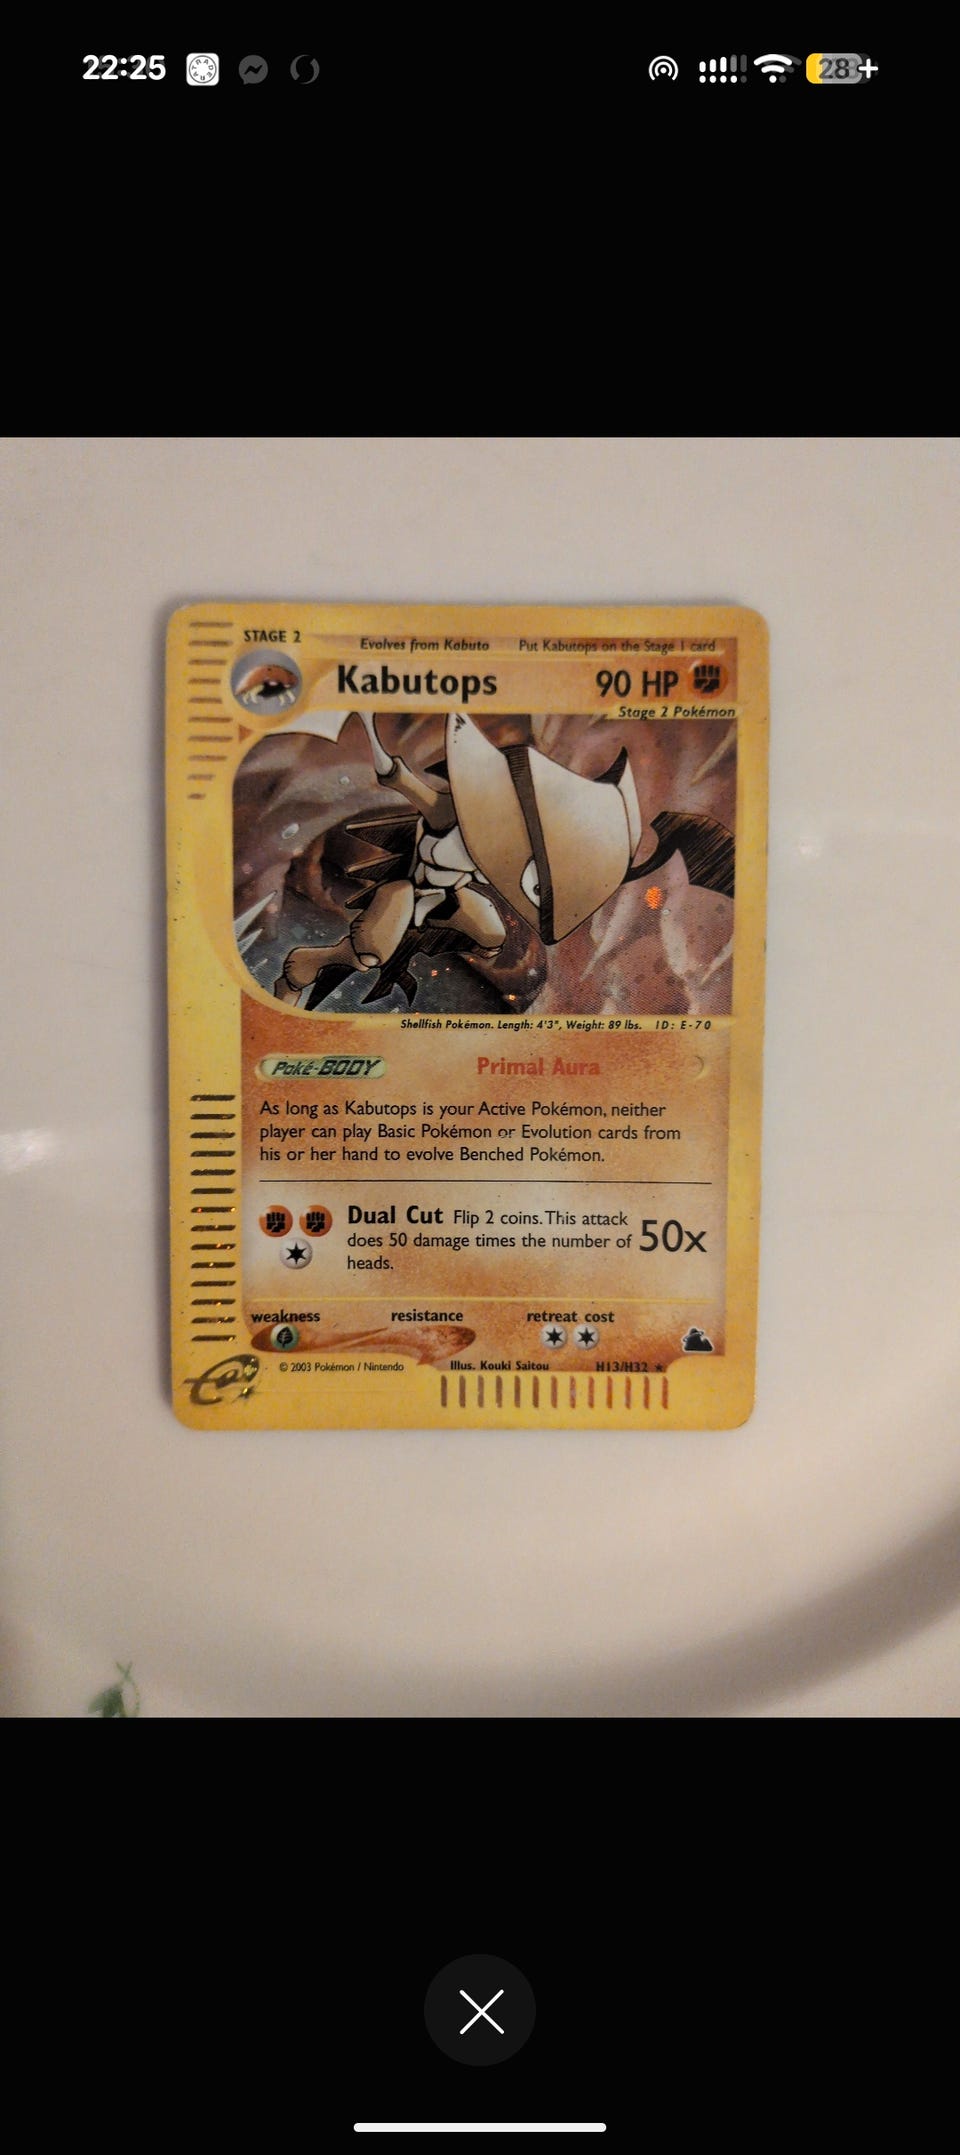 22:25
28+
STAGE 2
Evolves from Kabuto Put Kabutops on the Stage 1 card
Kabutops 90 HP
Stage 2 Pokémon
Shellfish Pokémon. Length: 4'3", Weight: 89 lbs. ID: E-70
Poké-BODY Primal Aura
As long as Kabutops is your Active Pokémon, neither
player can play Basic Pokémon or Evolution cards from
his or her hand to evolve Benched Pokémon.
Dual Cut Flip 2 coins. This attack
does 50 damage times the number of 50x
heads.
weakness resistance retreat cost
© 2003 Pokémon / Nintendo Illus. Kouki Saitou H13/H32 ★